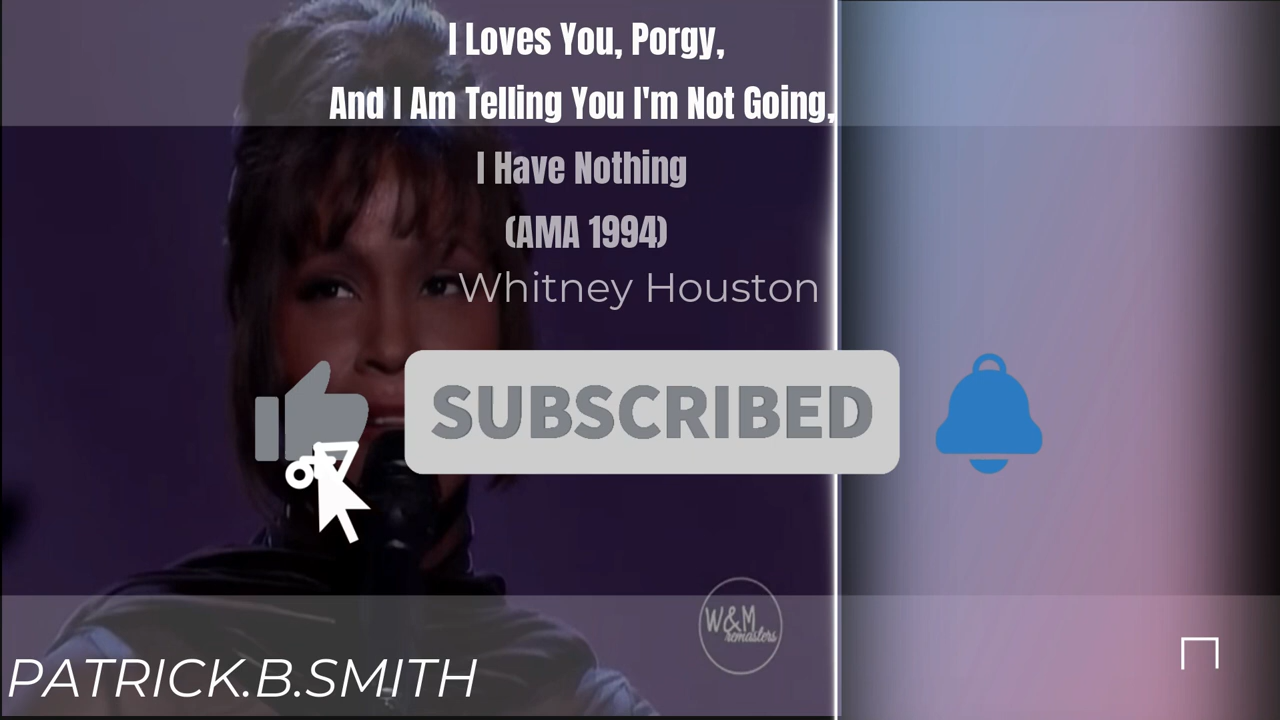 I Loves You, Porgy,
And I Am Telling You I'm Not Going,
I Have Nothing
(AMA 1994)
Whitney Houston
SUBSCRIBED
W&M
remasters
PATRICK.B.SMITH